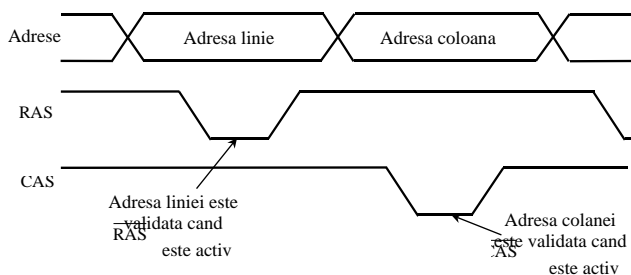 Adrese
Adresa linie
Adresa coloana
RAS
CAS
Adresa liniei este
validata cand
RAS
este activ
Adresa colanei
este validata cand
CAS
este activ